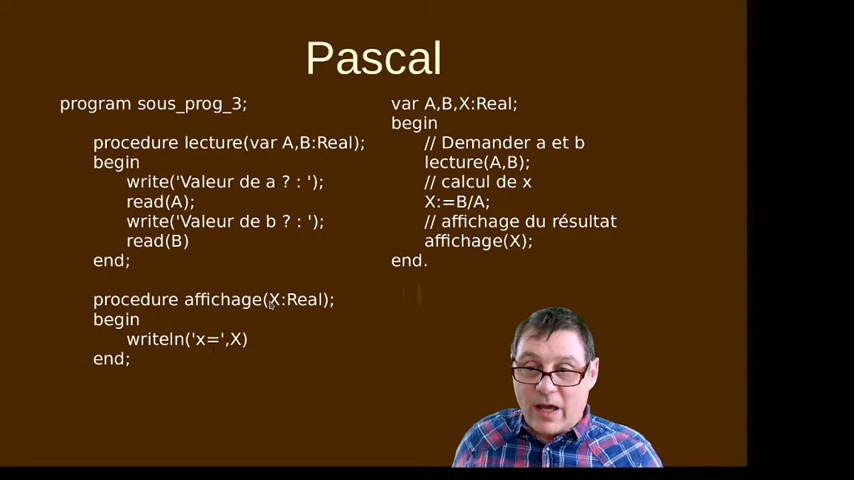 Pascal
program sous_prog_3;
procedure lecture(var A,B:Real);
begin
write('Valeur de a ? : ');
read(A);
write('Valeur de b ? : ');
read(B)
end;
procedure affichage(X:Real);
begin
writeln('x=',X)
end;
var A,B,X:Real;
begin
// Demander a et b
lecture(A,B);
// calcul de x
X:=B/A;
// affichage du résultat
affichage(X);
end.